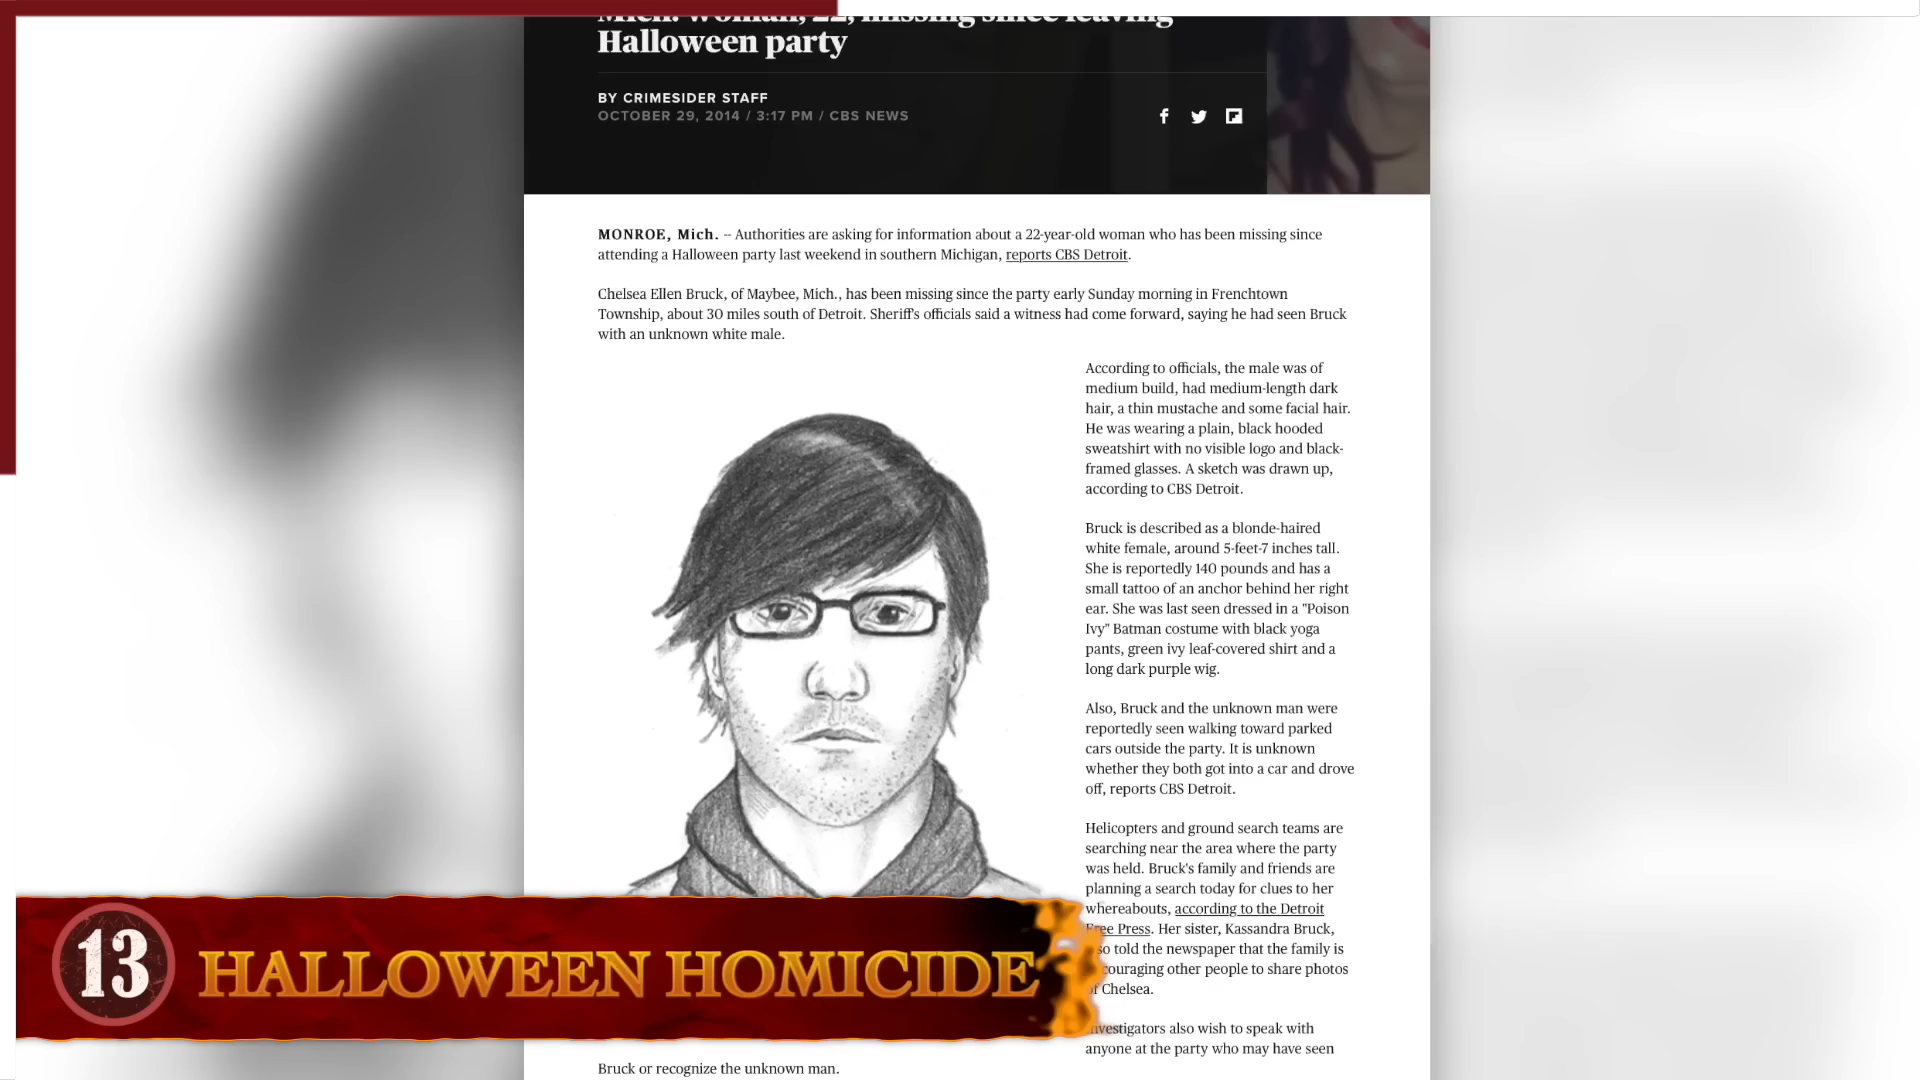 Mich. woman, 22, missing since leaving
Halloween party
BY CRIMESIDER STAFF
OCTOBER 29, 2014 / 3:17 PM / CBS NEWS
MONROE, Mich. -- Authorities are asking for information about a 22-year-old woman who has been missing since
attending a Halloween party last weekend in southern Michigan, reports CBS Detroit.
Chelsea Ellen Bruck, of Maybee, Mich., has been missing since the party early Sunday morning in Frenchtown
Township, about 30 miles south of Detroit. Sheriff's officials said a witness had come forward, saying he had seen Bruck
with an unknown white male.
According to officials, the male was of
medium build, had medium-length dark
hair, a thin mustache and some facial hair.
He was wearing a plain, black hooded
sweatshirt with no visible logo and black-
framed glasses. A sketch was drawn up,
according to CBS Detroit.
Bruck is described as a blonde-haired
white female, around 5-feet-7 inches tall.
She is reportedly 140 pounds and has a
small tattoo of an anchor behind her right
ear. She was last seen dressed in a "Poison
Ivy" Batman costume with black yoga
pants, green ivy leaf-covered shirt and a
long dark purple wig.
Also, Bruck and the unknown man were
reportedly seen walking toward parked
cars outside the party. It is unknown
whether they both got into a car and drove
off, reports CBS Detroit.
Helicopters and ground search teams are
searching near the area where the party
was held. Bruck's family and friends are
planning a search today for clues to her
whereabouts, according to the Detroit
Free Press. Her sister, Kassandra Bruck,
so told the newspaper that the family is
couraging other people to share photos
of Chelsea.
nvestigators also wish to speak with
anyone at the party who may have seen
Bruck or recognize the unknown man.
13 HALLOWEEN HOMICIDE